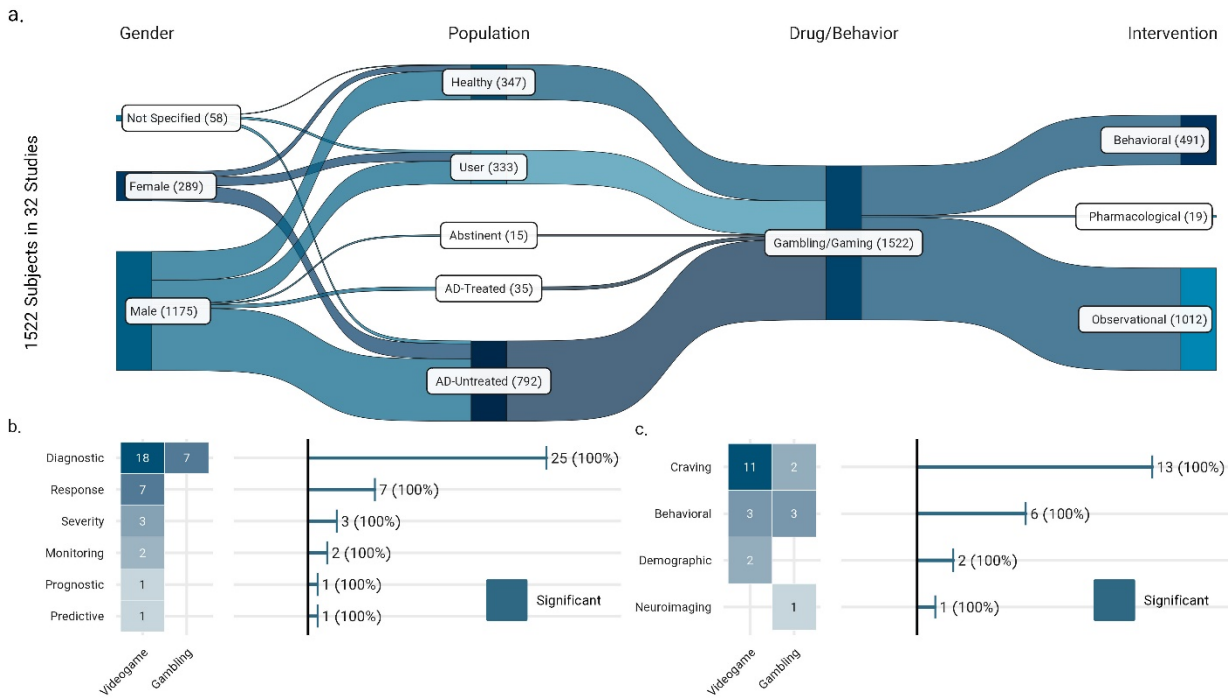 a.
Gender Population Drug/Behavior Intervention
1522 Subjects in 32 Studies
Healthy (347)
Not Specified (58)
Behavioral (491)
User (333)
Female (289)
Pharmacological (19)
Abstinent (15)
Gambling/Gaming (1522)
AD-Treated (35)
Male (1175)
Observational (1012)
AD-Untreated (792)
b.
Diagnostic 18 7 25 (100%)
Response 7 7 (100%)
Severity 3 3 (100%)
Monitoring 2 2 (100%)
Prognostic 1 1 (100%)
Predictive 1 1 (100%)
Significant
Videogame Gambling
c.
Craving 11 2 13 (100%)
Behavioral 3 3 6 (100%)
Demographic 2 2 (100%)
Neuroimaging 1 1 (100%)
Significant
Videogame Gambling